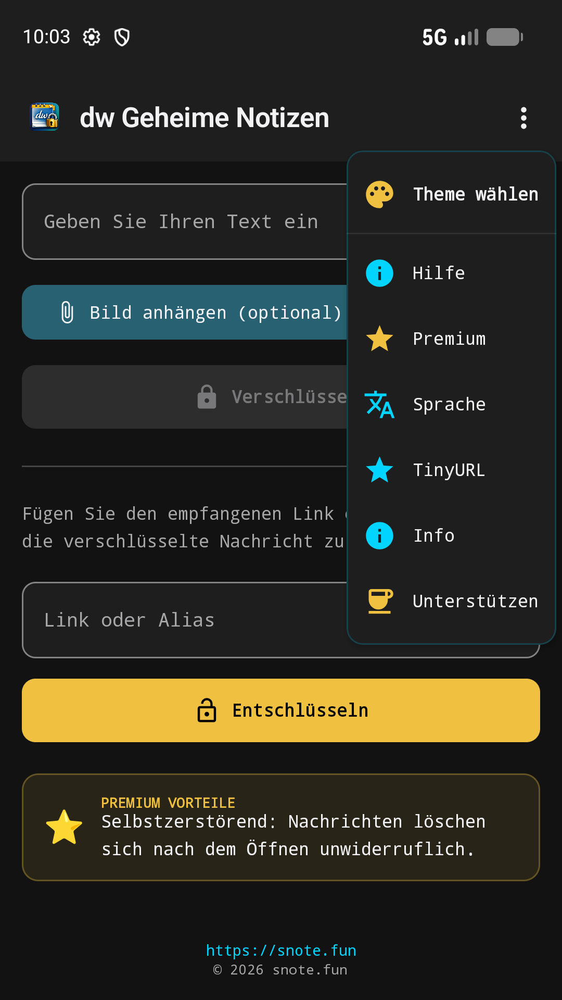 10:03
5G
dw
dw Geheime Notizen
Theme wählen
Geben Sie Ihren Text ein
Hilfe
Bild anhängen (optional)
Premium
Verschlüsse
Sprache
TinyURL
Fügen Sie den empfangenen Link
die verschlüsselte Nachricht zu
Info
Unterstützen
Link oder Alias
Entschlüsseln
PREMIUM VORTEILE
Selbstzerstörend: Nachrichten löschen
sich nach dem Öffnen unwiderruflich.
https://snote.fun
© 2026 snote.fun